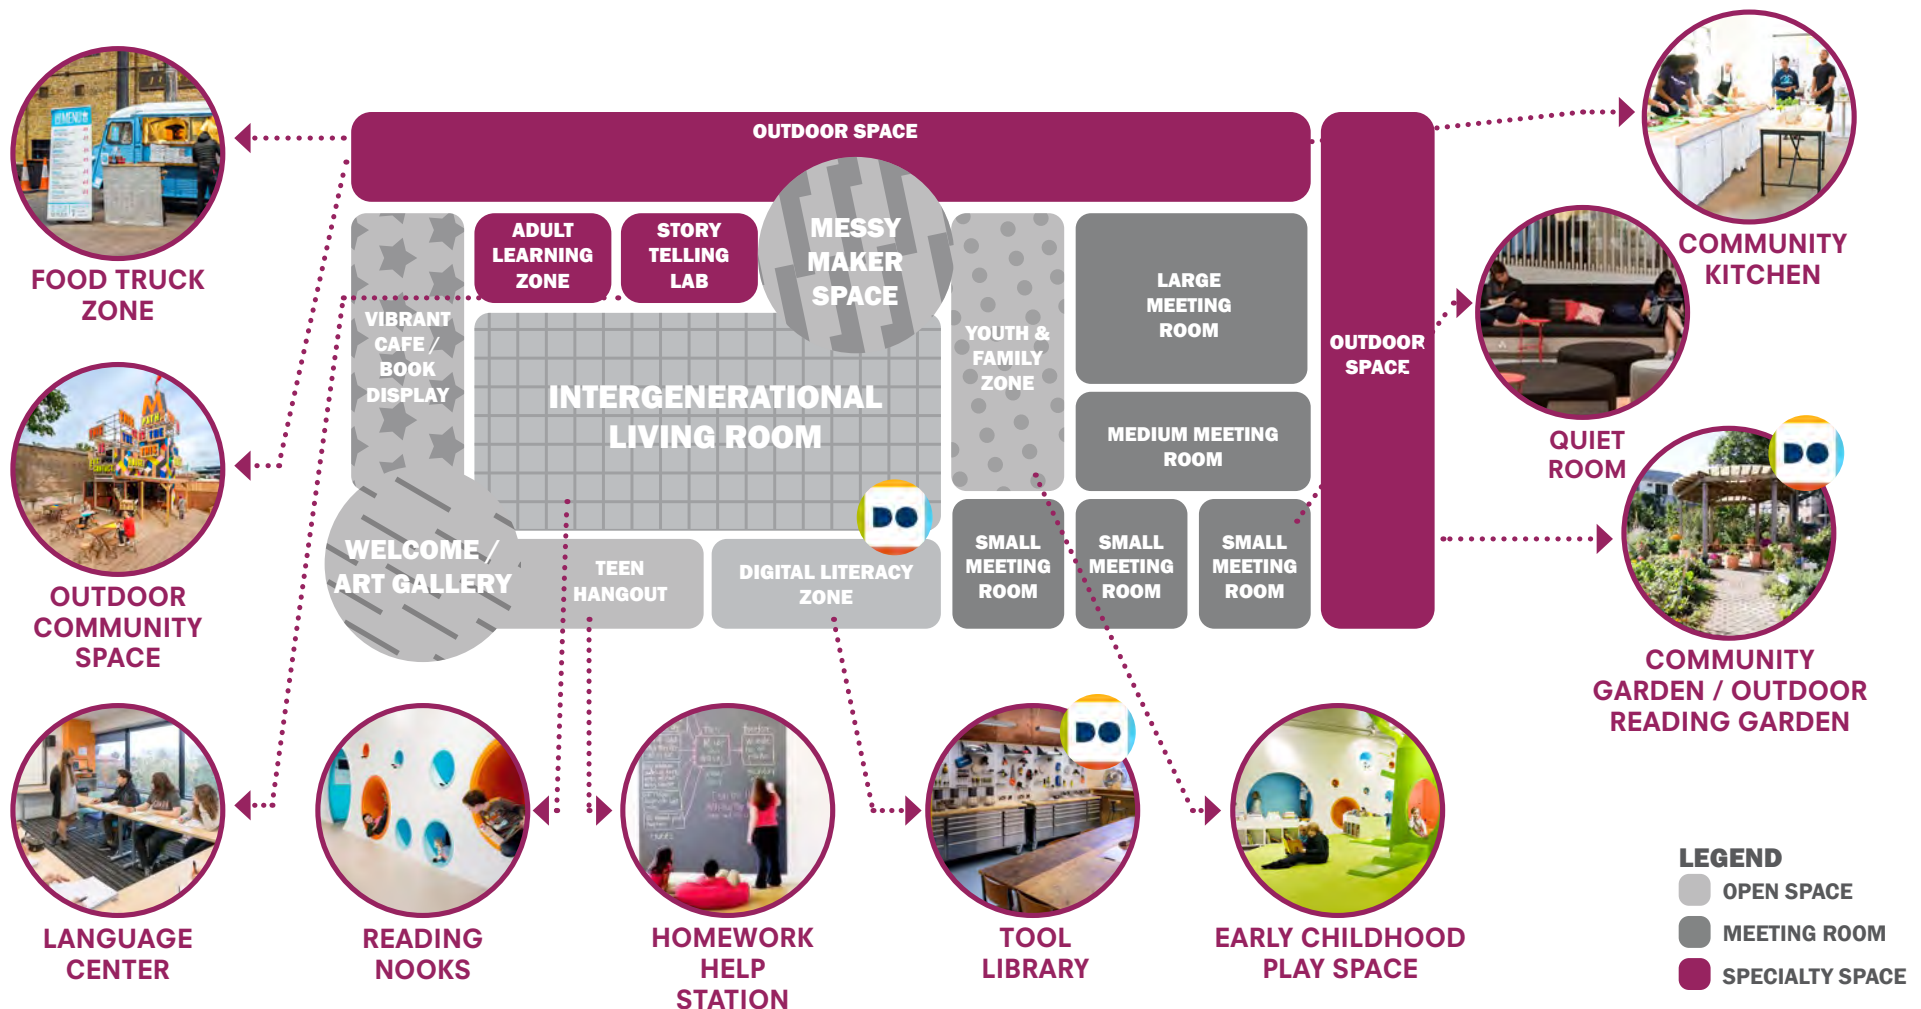 OUTDOOR SPACE
ADULT
LEARNING
ZONE
STORY
TELLING
LAB
MESSY
MAKER
SPACE
VIBRANT
CAFE /
BOOK
DISPLAY
INTERGENERATIONAL
LIVING ROOM
YOUTH &
FAMILY
ZONE
LARGE
MEETING
ROOM
MEDIUM MEETING
ROOM
OUTDOOR
SPACE
WELCOME /
ART GALLERY
TEEN
HANGOUT
DIGITAL LITERACY
ZONE
DO
SMALL
MEETING
ROOM
SMALL
MEETING
ROOM
SMALL
MEETING
ROOM
MENU
FOOD TRUCK
ZONE
OUTDOOR
COMMUNITY
SPACE
LANGUAGE
CENTER
READING
NOOKS
HOMEWORK
HELP
STATION
DO
TOOL
LIBRARY
EARLY CHILDHOOD
PLAY SPACE
COMMUNITY
KITCHEN
QUIET
ROOM
DO
COMMUNITY
GARDEN / OUTDOOR
READING GARDEN
LEGEND
OPEN SPACE
MEETING ROOM
SPECIALTY SPACE